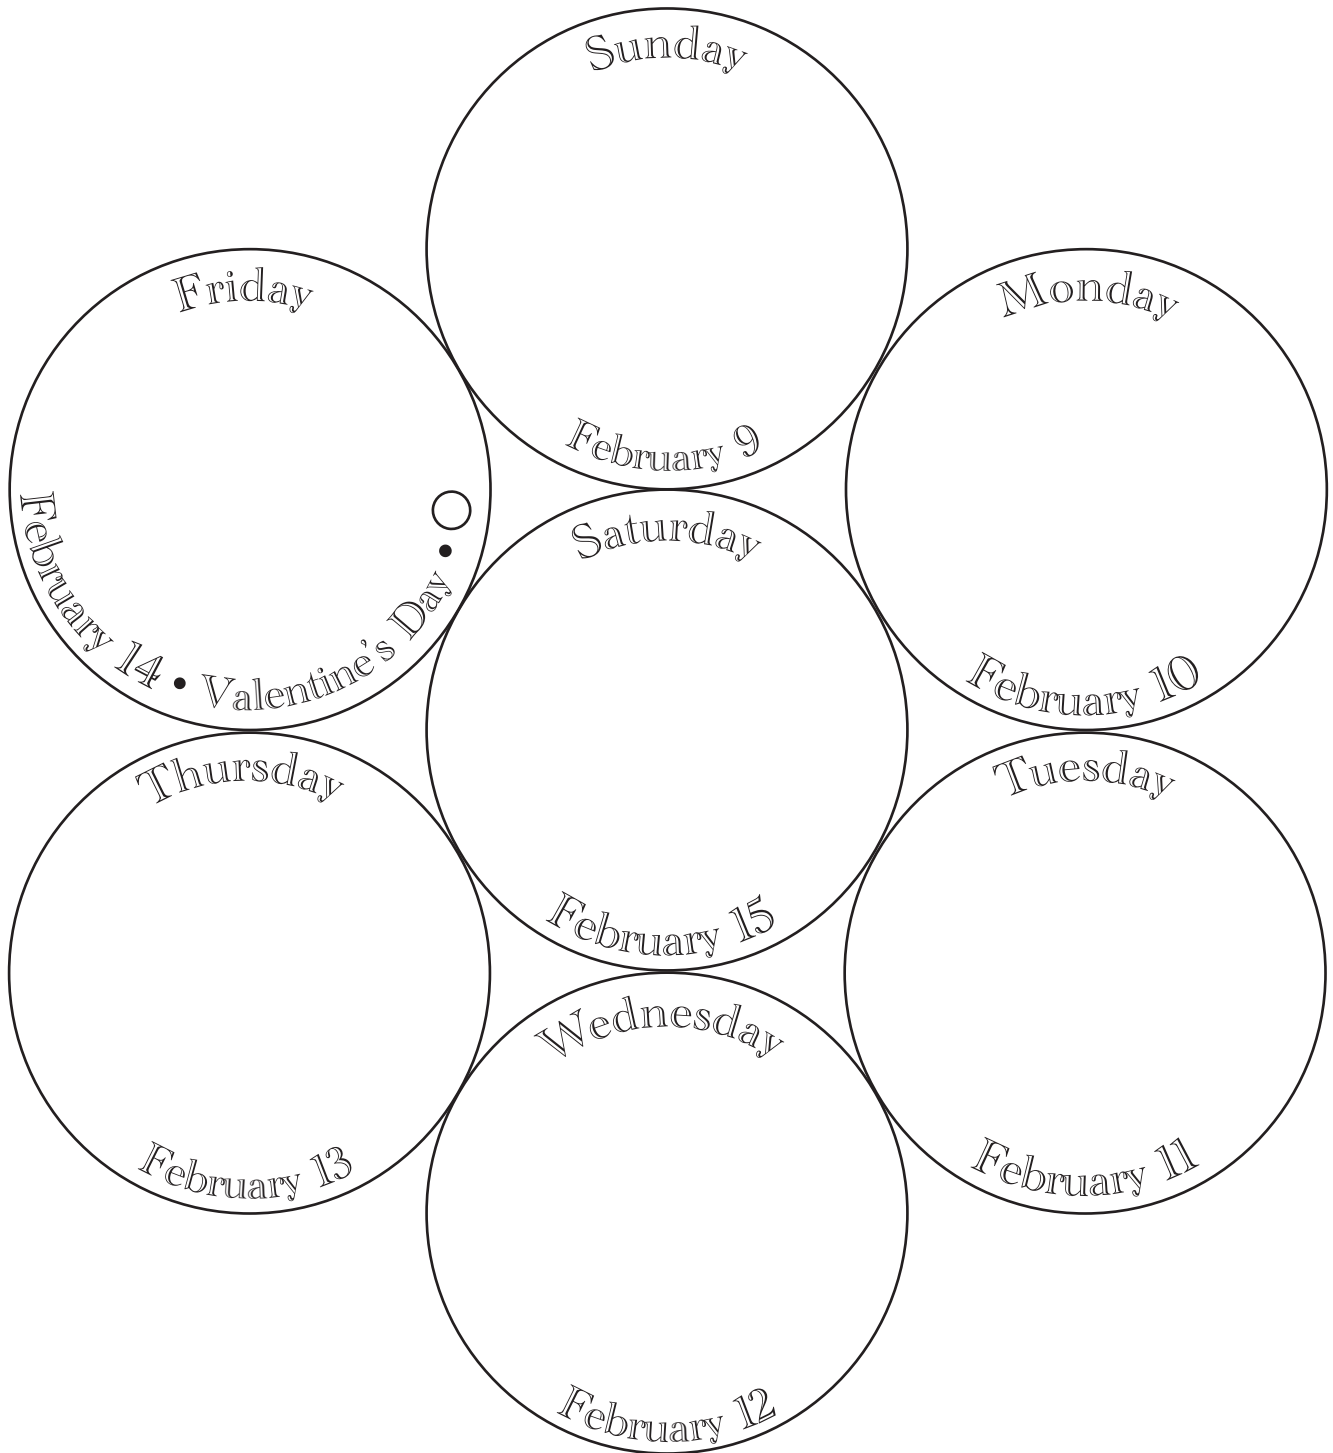 Sunday
February 9
Monday
February 10
Tuesday
February 11
Wednesday
February 12
Thursday
February 13
Friday
February 14 • Valentine's Day •
Saturday
February 15